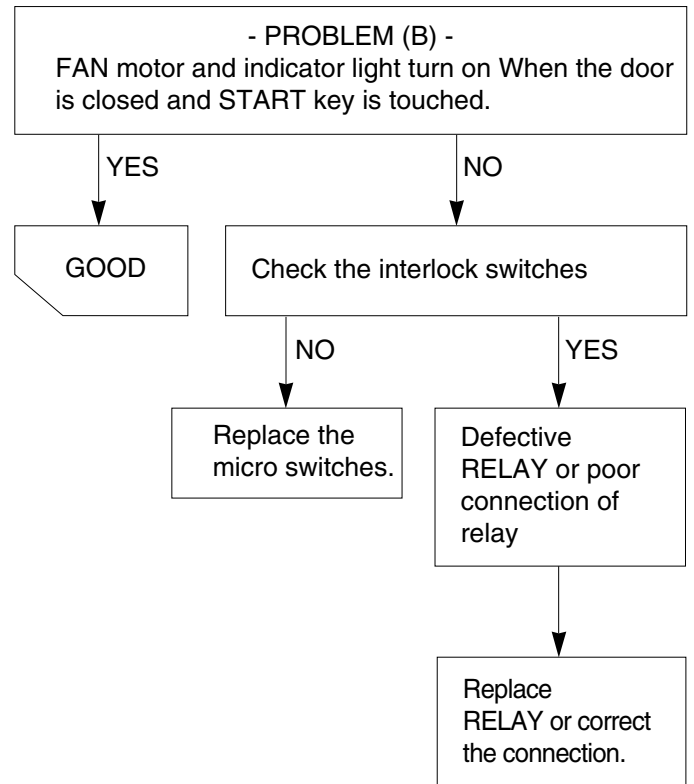 - PROBLEM (B) -
FAN motor and indicator light turn on When the door
is closed and START key is touched.
YES
NO
GOOD
Check the interlock switches
NO
YES
Replace the
micro switches.
Defective
RELAY or poor
connection of
relay
Replace
RELAY or correct
the connection.